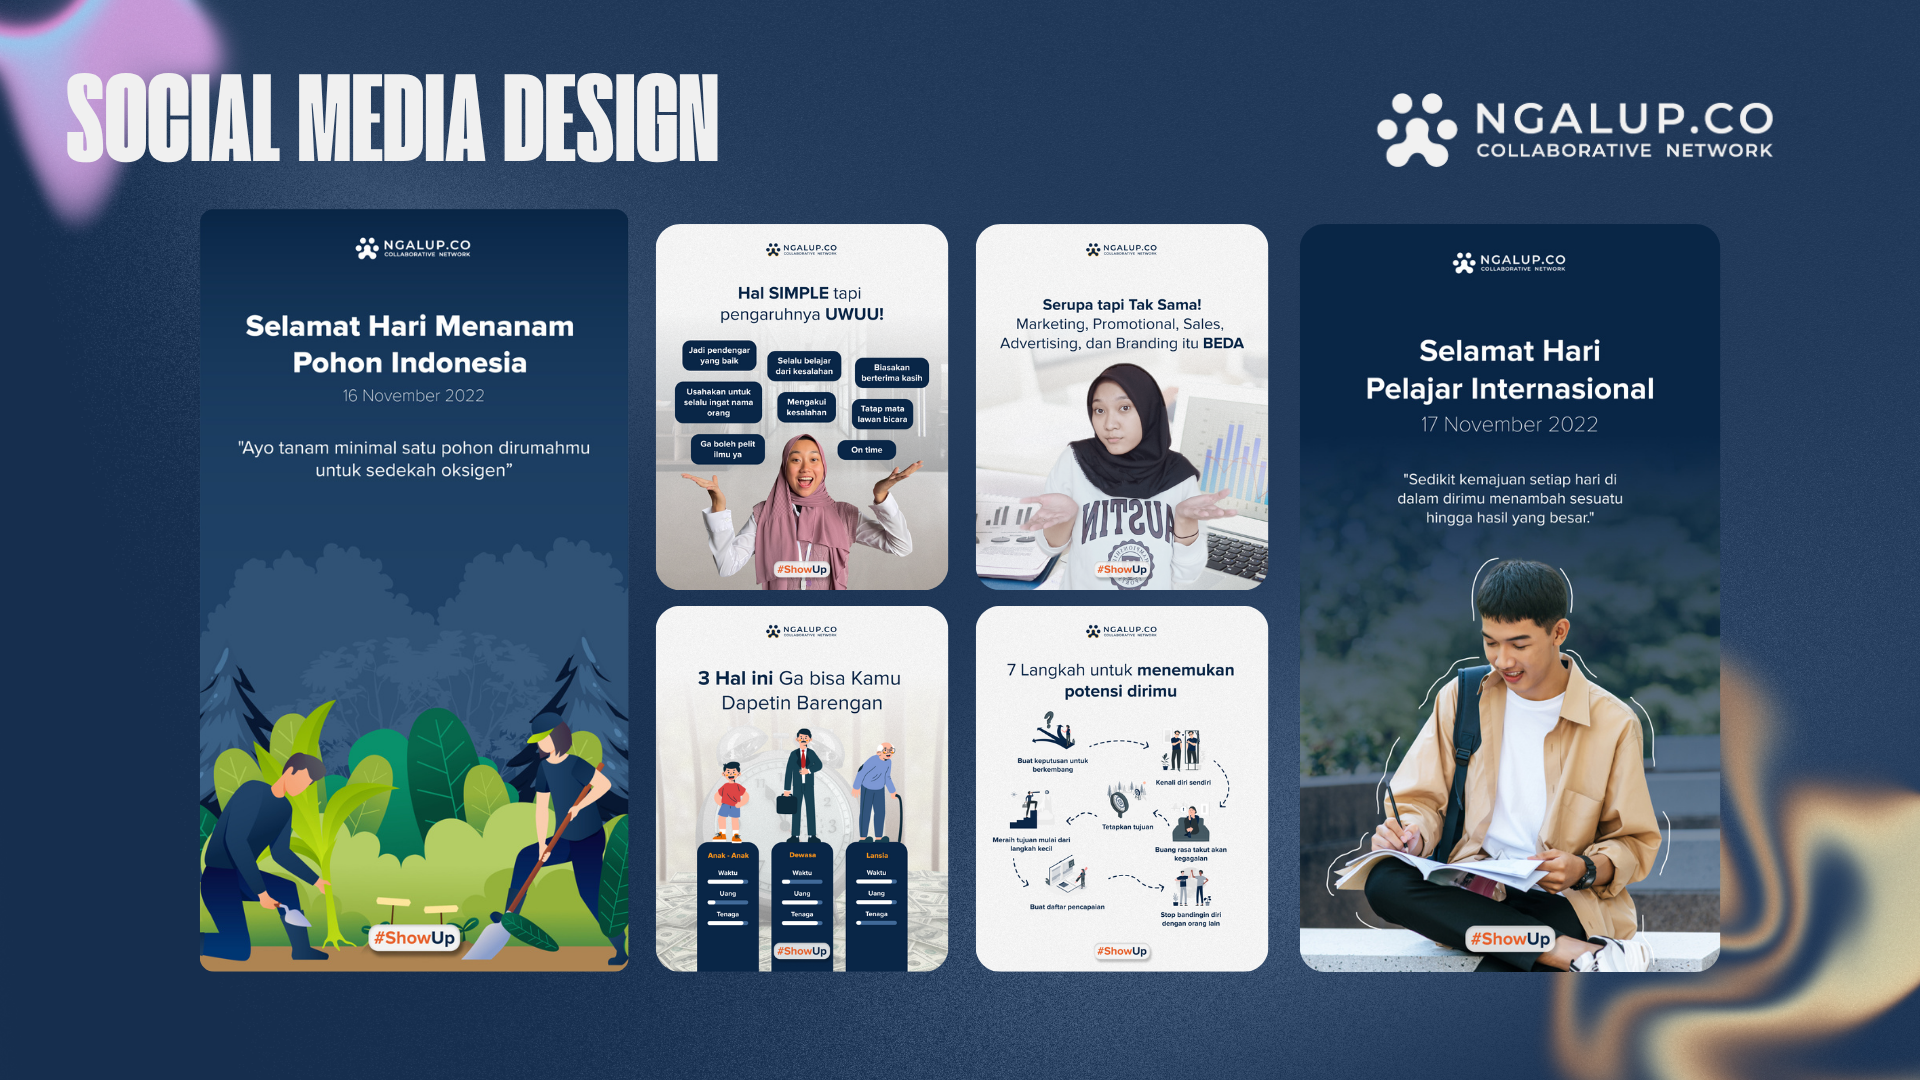 SOCIAL MEDIA DESIGN
NGALUP.CO
COLLABORATIVE NETWORK
NGALUP.CO
COLLABORATIVE NETWORK
Selamat Hari Menanam
Pohon Indonesia
16 November 2022
"Ayo tanam minimal satu pohon dirumahmu
untuk sedekah oksigen”
#ShowUp
NGALUP.CO
COLLABORATIVE NETWORK
Hal SIMPLE tapi
pengaruhnya UWUU!
Jadi pendengar
yang baik
Selalu belajar
dari kesalahan
Biasakan
berterima kasih
Usahakan untuk
selalu ingat nama
orang
Mengakui
kesalahan
Tatap mata
lawan bicara
Ga boleh pelit
ilmu ya
On time
#ShowUp
NGALUP.CO
COLLABORATIVE NETWORK
Serupa tapi Tak Sama!
Marketing, Promotional, Sales,
Advertising, dan Branding itu BEDA
AUSTIN
#ShowUp
NGALUP.CO
COLLABORATIVE NETWORK
3 Hal ini Ga bisa Kamu
Dapetin Barengan
Anak - Anak
Waktu
Uang
Tenaga
Dewasa
Waktu
Uang
Tenaga
Lansia
Waktu
Uang
Tenaga
#ShowUp
NGALUP.CO
COLLABORATIVE NETWORK
7 Langkah untuk menemukan
potensi dirimu
?
Buat keputusan untuk
berkembang
Kenali diri sendiri
Tetapkan tujuan
Meraih tujuan mulai dari
langkah kecil
Buang rasa takut akan
kegagalan
Buat daftar pencapaian
Stop bandingin diri
dengan orang lain
#ShowUp
NGALUP.CO
COLLABORATIVE NETWORK
Selamat Hari
Pelajar Internasional
17 November 2022
"Sedikit kemajuan setiap hari di
dalam dirimu menambah sesuatu
hingga hasil yang besar."
#ShowUp